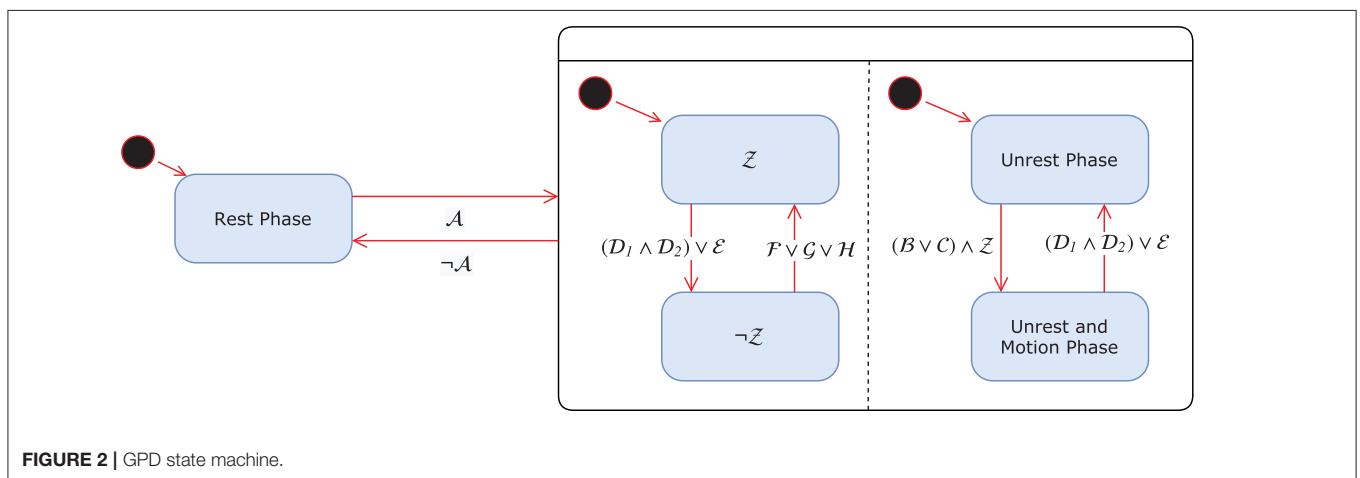 Rest Phase
𝒜
¬𝒜
𝒵
(𝒟₁ ∧ 𝒟₂) ∨ ℰ
ℱ ∨ 𝒢 ∨ ℋ
¬𝒵
Unrest Phase
(ℬ ∨ 𝒞) ∧ 𝒵
(𝒟₁ ∧ 𝒟₂) ∨ ℰ
Unrest and
Motion Phase
FIGURE 2 | GPD state machine.